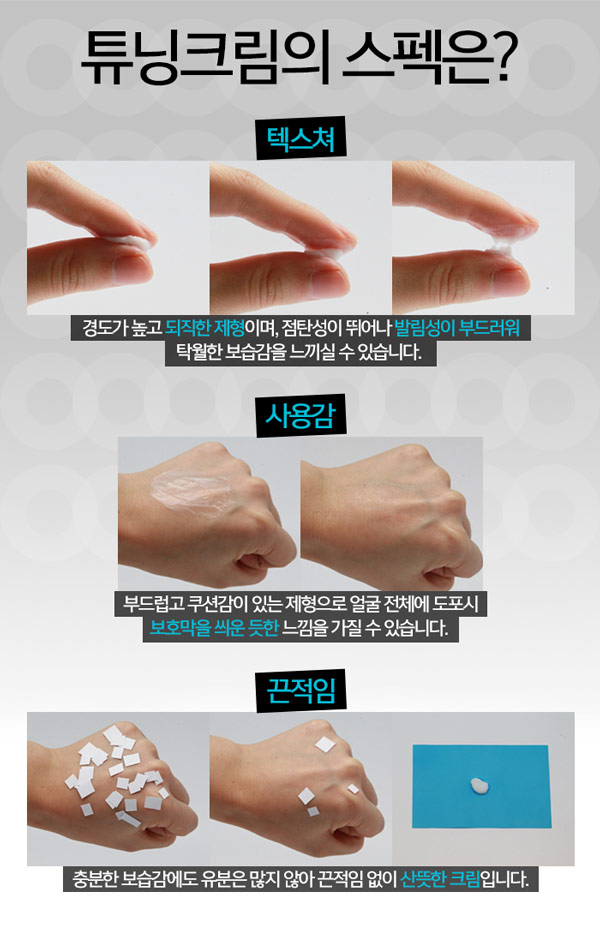 튜닝크림의 스펙은?
텍스쳐
경도가 높고 되직한 제형이며, 점탄성이 뛰어나 발림성이 부드러워
탁월한 보습감을 느끼실 수 있습니다.
사용감
부드럽고 쿠션감이 있는 제형으로 얼굴 전체에 도포시
보호막을 씌운 듯한 느낌을 가질 수 있습니다.
끈적임
충분한 보습감에도 유분은 많지 않아 끈적임 없이 산뜻한 크림입니다.